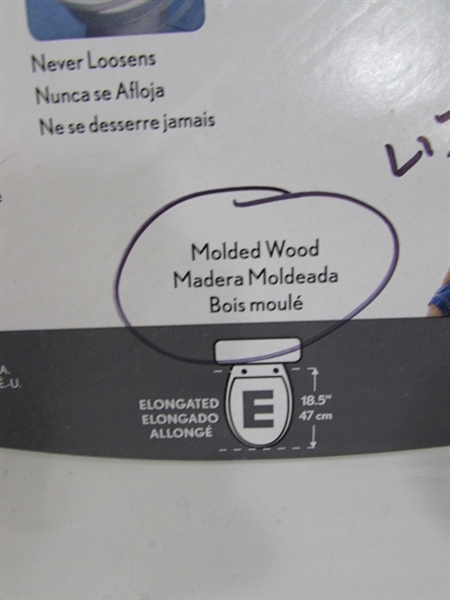 Never Loosens
Nunca se Afloja
Ne se desserre jamais
Molded Wood
Madera Moldeada
Bois moulé
ELONGATED
ELONGADO
ALLONGÉ
E
18.5"
47 cm